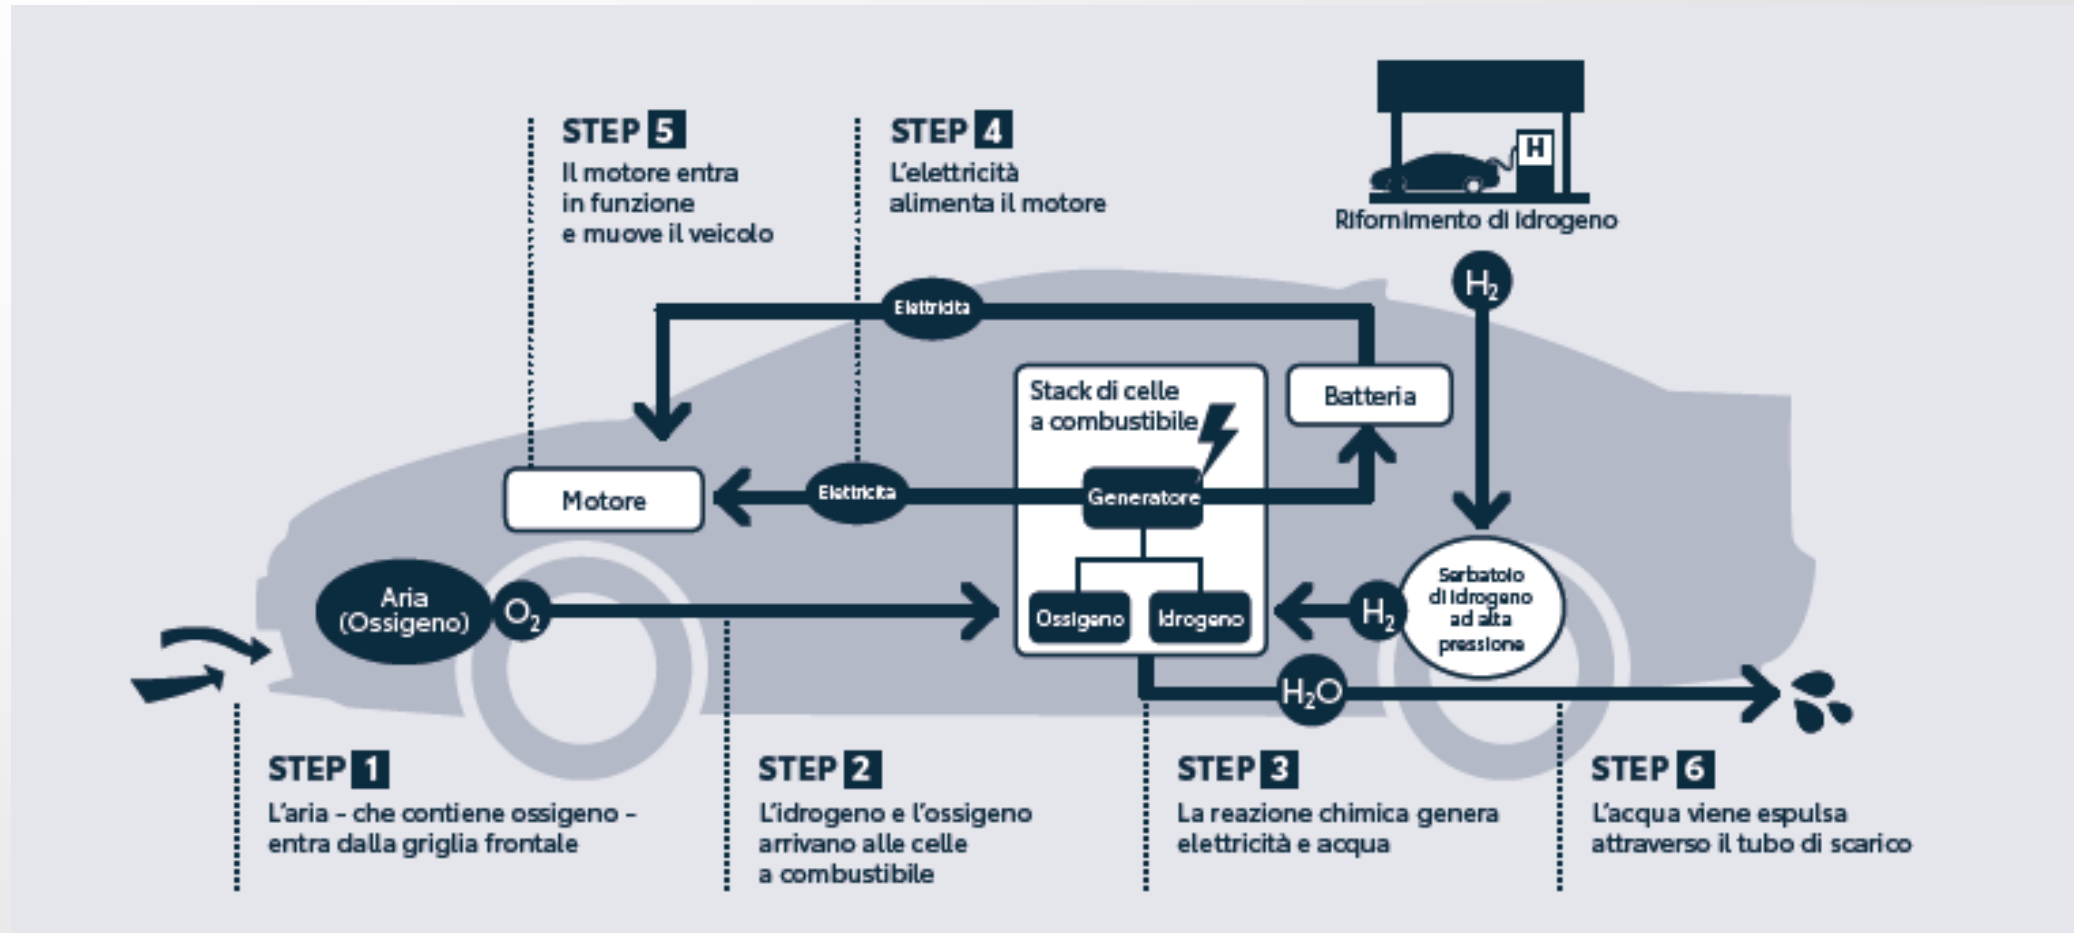 STEP 5
Il motore entra
in funzione
e muove il veicolo
STEP 4
L'elettricità
alimenta il motore
H
Rifornimento di idrogeno
H₂
Elettricità
Stack di celle
a combustibile
Batteria
Motore
Elettricità
Generatore
Aria
(Ossigeno)
O₂
Ossigeno
Idrogeno
H₂
Serbatoio
di idrogeno
ad alta
pressione
H₂O
STEP 1
L'aria – che contiene ossigeno –
entra dalla griglia frontale
STEP 2
L'idrogeno e l'ossigeno
arrivano alle celle
a combustibile
STEP 3
La reazione chimica genera
elettricità e acqua
STEP 6
L'acqua viene espulsa
attraverso il tubo di scarico